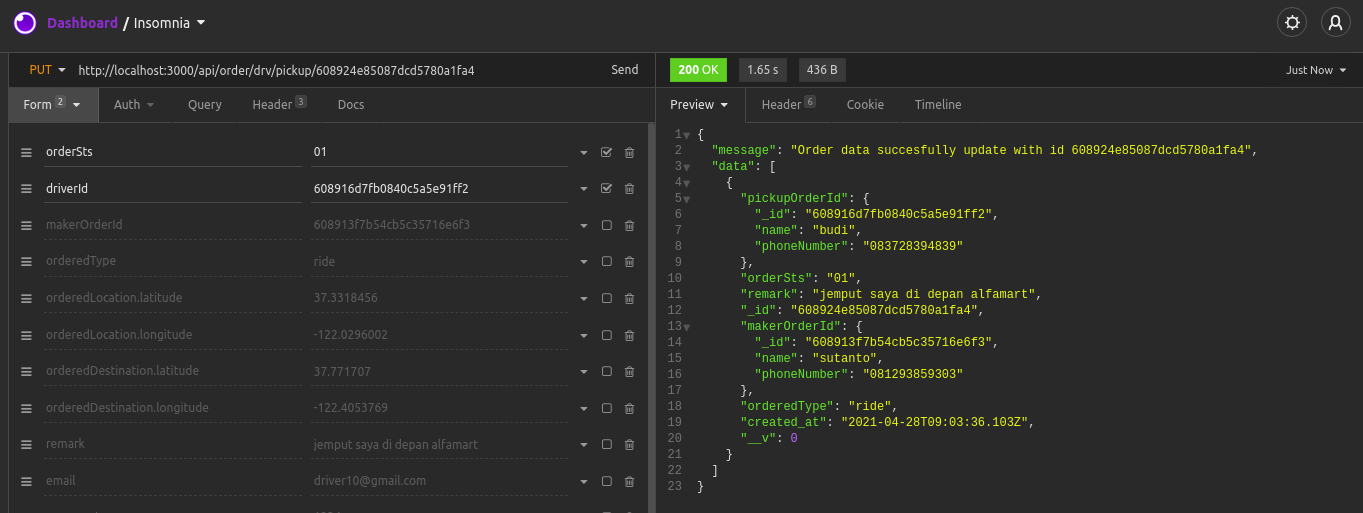 Dashboard / Insomnia
PUT http://localhost:3000/api/order/drv/pickup/608924e85087dcd5780a1fa4 Send
200 OK 1.65 s 436 B Just Now
Form 2 Auth Query Header 3 Docs
Preview Header 6 Cookie Timeline
orderSts 01
driverId 608916d7fb0840c5a5e91ff2
makerOrderId 608913f7b54cb5c35716e6f3
orderedType ride
orderedLocation.latitude 37.3318456
orderedLocation.longitude -122.0296002
orderedDestination.latitude 37.771707
orderedDestination.longitude -122.4053769
remark jemput saya di depan alfamart
email driver10@gmail.com
1 {
2 "message": "Order data succesfully update with id 608924e85087dcd5780a1fa4",
3 "data": [
4 {
5 "pickupOrderId": {
6 "_id": "608916d7fb0840c5a5e91ff2",
7 "name": "budi",
8 "phoneNumber": "083728394839"
9 },
10 "orderSts": "01",
11 "remark": "jemput saya di depan alfamart",
12 "_id": "608924e85087dcd5780a1fa4",
13 "makerOrderId": {
14 "_id": "608913f7b54cb5c35716e6f3",
15 "name": "sutanto",
16 "phoneNumber": "081293859303"
17 },
18 "orderedType": "ride",
19 "created_at": "2021-04-28T09:03:36.103Z",
20 "__v": 0
21 }
22 ]
23 }